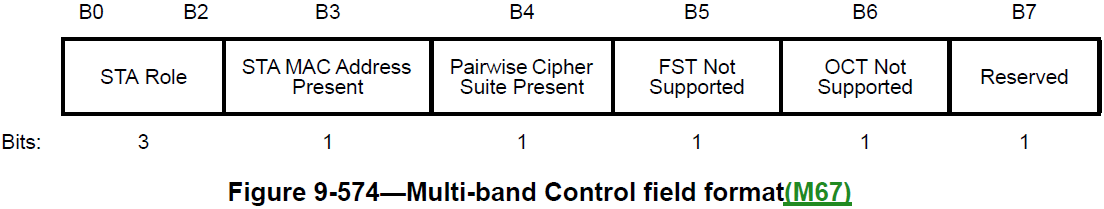 B0 B2 B3 B4 B5 B6 B7
STA Role STA MAC Address Present Pairwise Cipher Suite Present FST Not Supported OCT Not Supported Reserved
Bits: 3 1 1 1 1 1
Figure 9-574—Multi-band Control field format(M67)